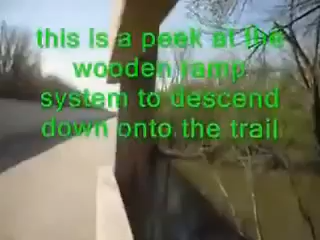 this is a peek at the
wooden ramp
system to descend
down onto the trail